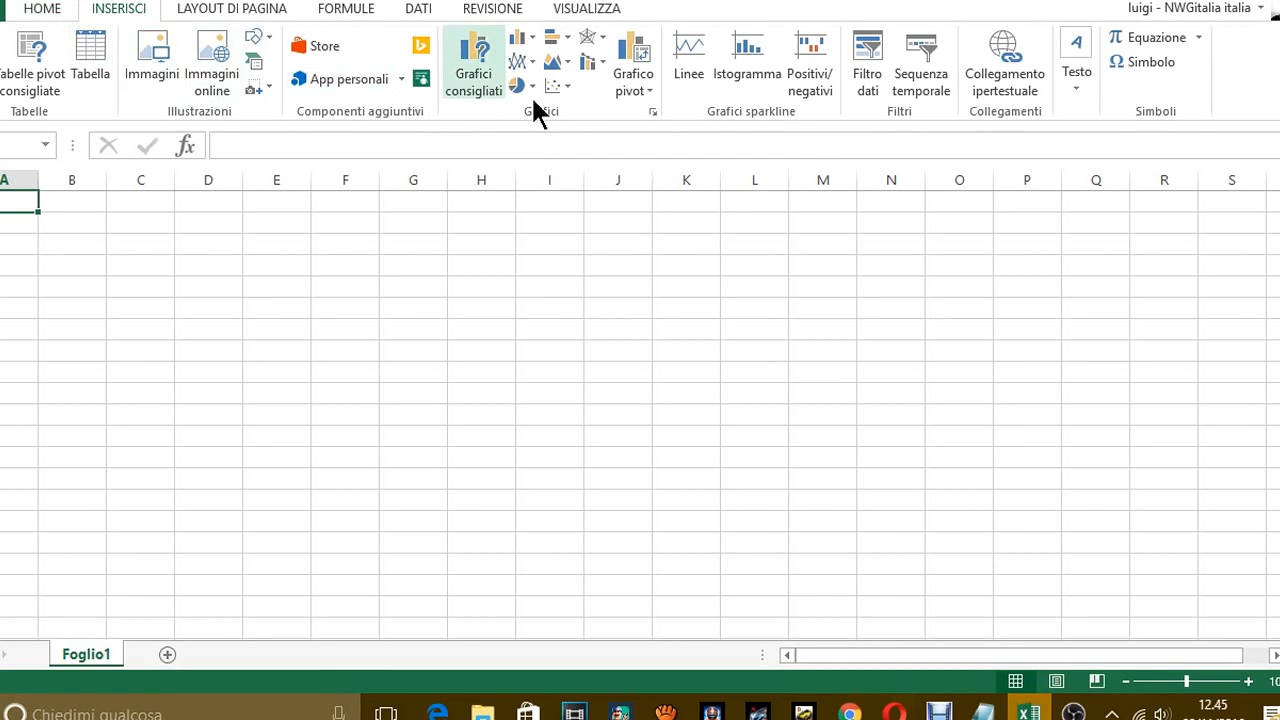 HOME INSERISCI LAYOUT DI PAGINA FORMULE DATI REVISIONE VISUALIZZA luigi - NWGitalia italia
Tabelle pivot consigliate
Tabella
Immagini
Immagini online
Store
App personali
Grafici consigliati
Grafico pivot
Linee
Istogramma
Positivi/ negativi
Filtro dati
Sequenza temporale
Collegamento ipertestuale
Testo
π Equazione
Ω Simbolo
Tabelle Illustrazioni Componenti aggiuntivi Grafici Grafici sparkline Filtri Collegamenti Simboli
fx
A B C D E F G H I J K L M N O P Q R S
Foglio1
Chiedimi qualcosa 12.45